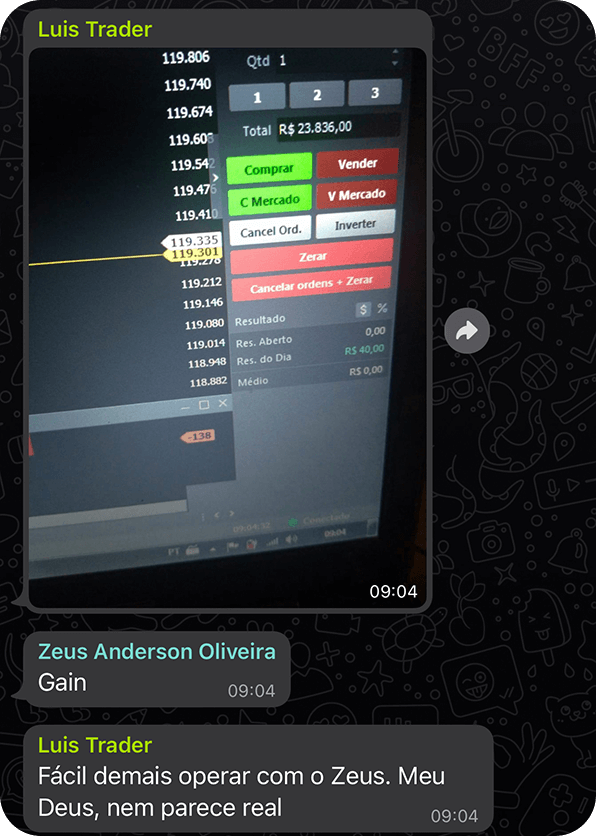 Luis Trader
119.806
Qtd 1
119.740
1 2 3
119.674
Total R$ 23.836,00
119.608
119.542
Comprar Vender
119.476
C Mercado V Mercado
119.410
Cancel Ord. Inverter
119.335
119.301
Zerar
119.278
119.212
Cancelar ordens + Zerar
119.146
119.080
Resultado $ %
119.014
Res. Aberto 0,00
118.948
Res. do Dia R$ 40,00
118.882
Médio R$ 0,00
-138
09:04:32 Conectado
PT 09:04
09:04
Zeus Anderson Oliveira
Gain
09:04
Luis Trader
Fácil demais operar com o Zeus. Meu
Deus, nem parece real
09:04